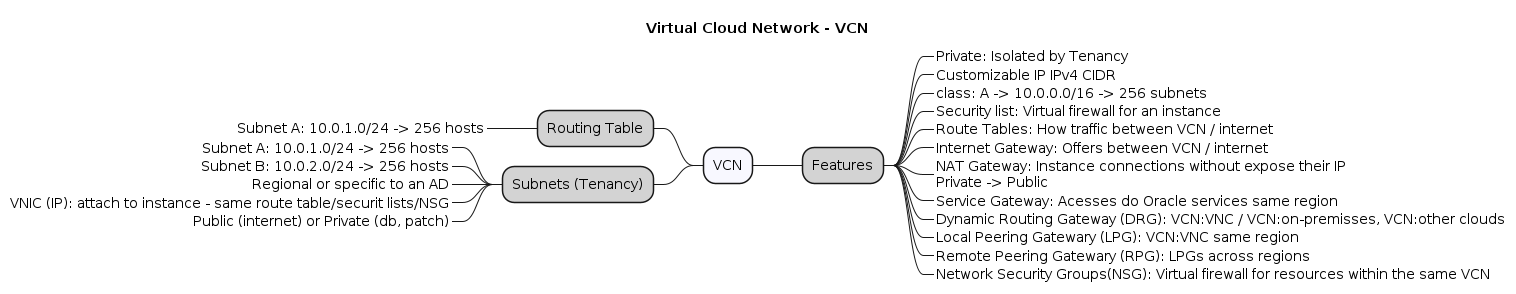 Virtual Cloud Network - VCN
Routing Table
Subnet A: 10.0.1.0/24 -> 256 hosts
Subnets (Tenancy)
Subnet A: 10.0.1.0/24 -> 256 hosts
Subnet B: 10.0.2.0/24 -> 256 hosts
Regional or specific to an AD
VNIC (IP): attach to instance - same route table/securit lists/NSG
Public (internet) or Private (db, patch)
VCN
Features
Private: Isolated by Tenancy
Customizable IP IPv4 CIDR
class: A -> 10.0.0.0/16 -> 256 subnets
Security list: Virtual firewall for an instance
Route Tables: How traffic between VCN / internet
Internet Gateway: Offers between VCN / internet
NAT Gateway: Instance connections without expose their IP
Private -> Public
Service Gateway: Acesses do Oracle services same region
Dynamic Routing Gateway (DRG): VCN:VNC / VCN:on-premisses, VCN:other clouds
Local Peering Gatewary (LPG): VCN:VNC same region
Remote Peering Gatewary (RPG): LPGs across regions
Network Security Groups(NSG): Virtual firewall for resources within the same VCN